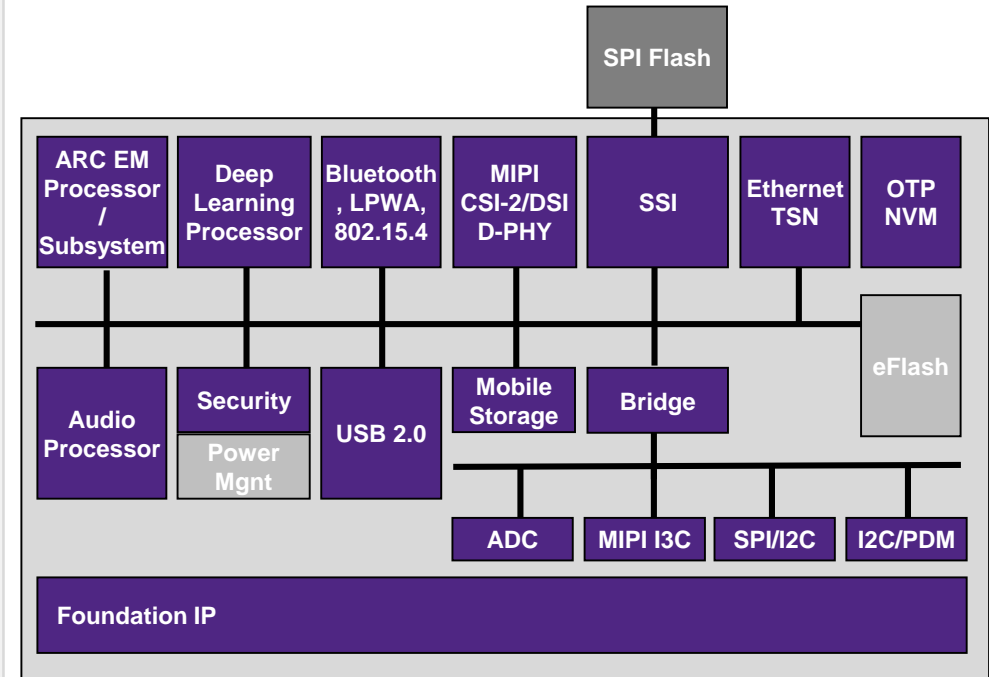 SPI Flash
ARC EM
Processor
/
Subsystem
Deep
Learning
Processor
Bluetooth
, LPWA,
802.15.4
MIPI
CSI-2/DSI
D-PHY
SSI
Ethernet
TSN
OTP
NVM
eFlash
Audio
Processor
Security
Power
Mgnt
USB 2.0
Mobile
Storage
Bridge
ADC
MIPI I3C
SPI/I2C
I2C/PDM
Foundation IP